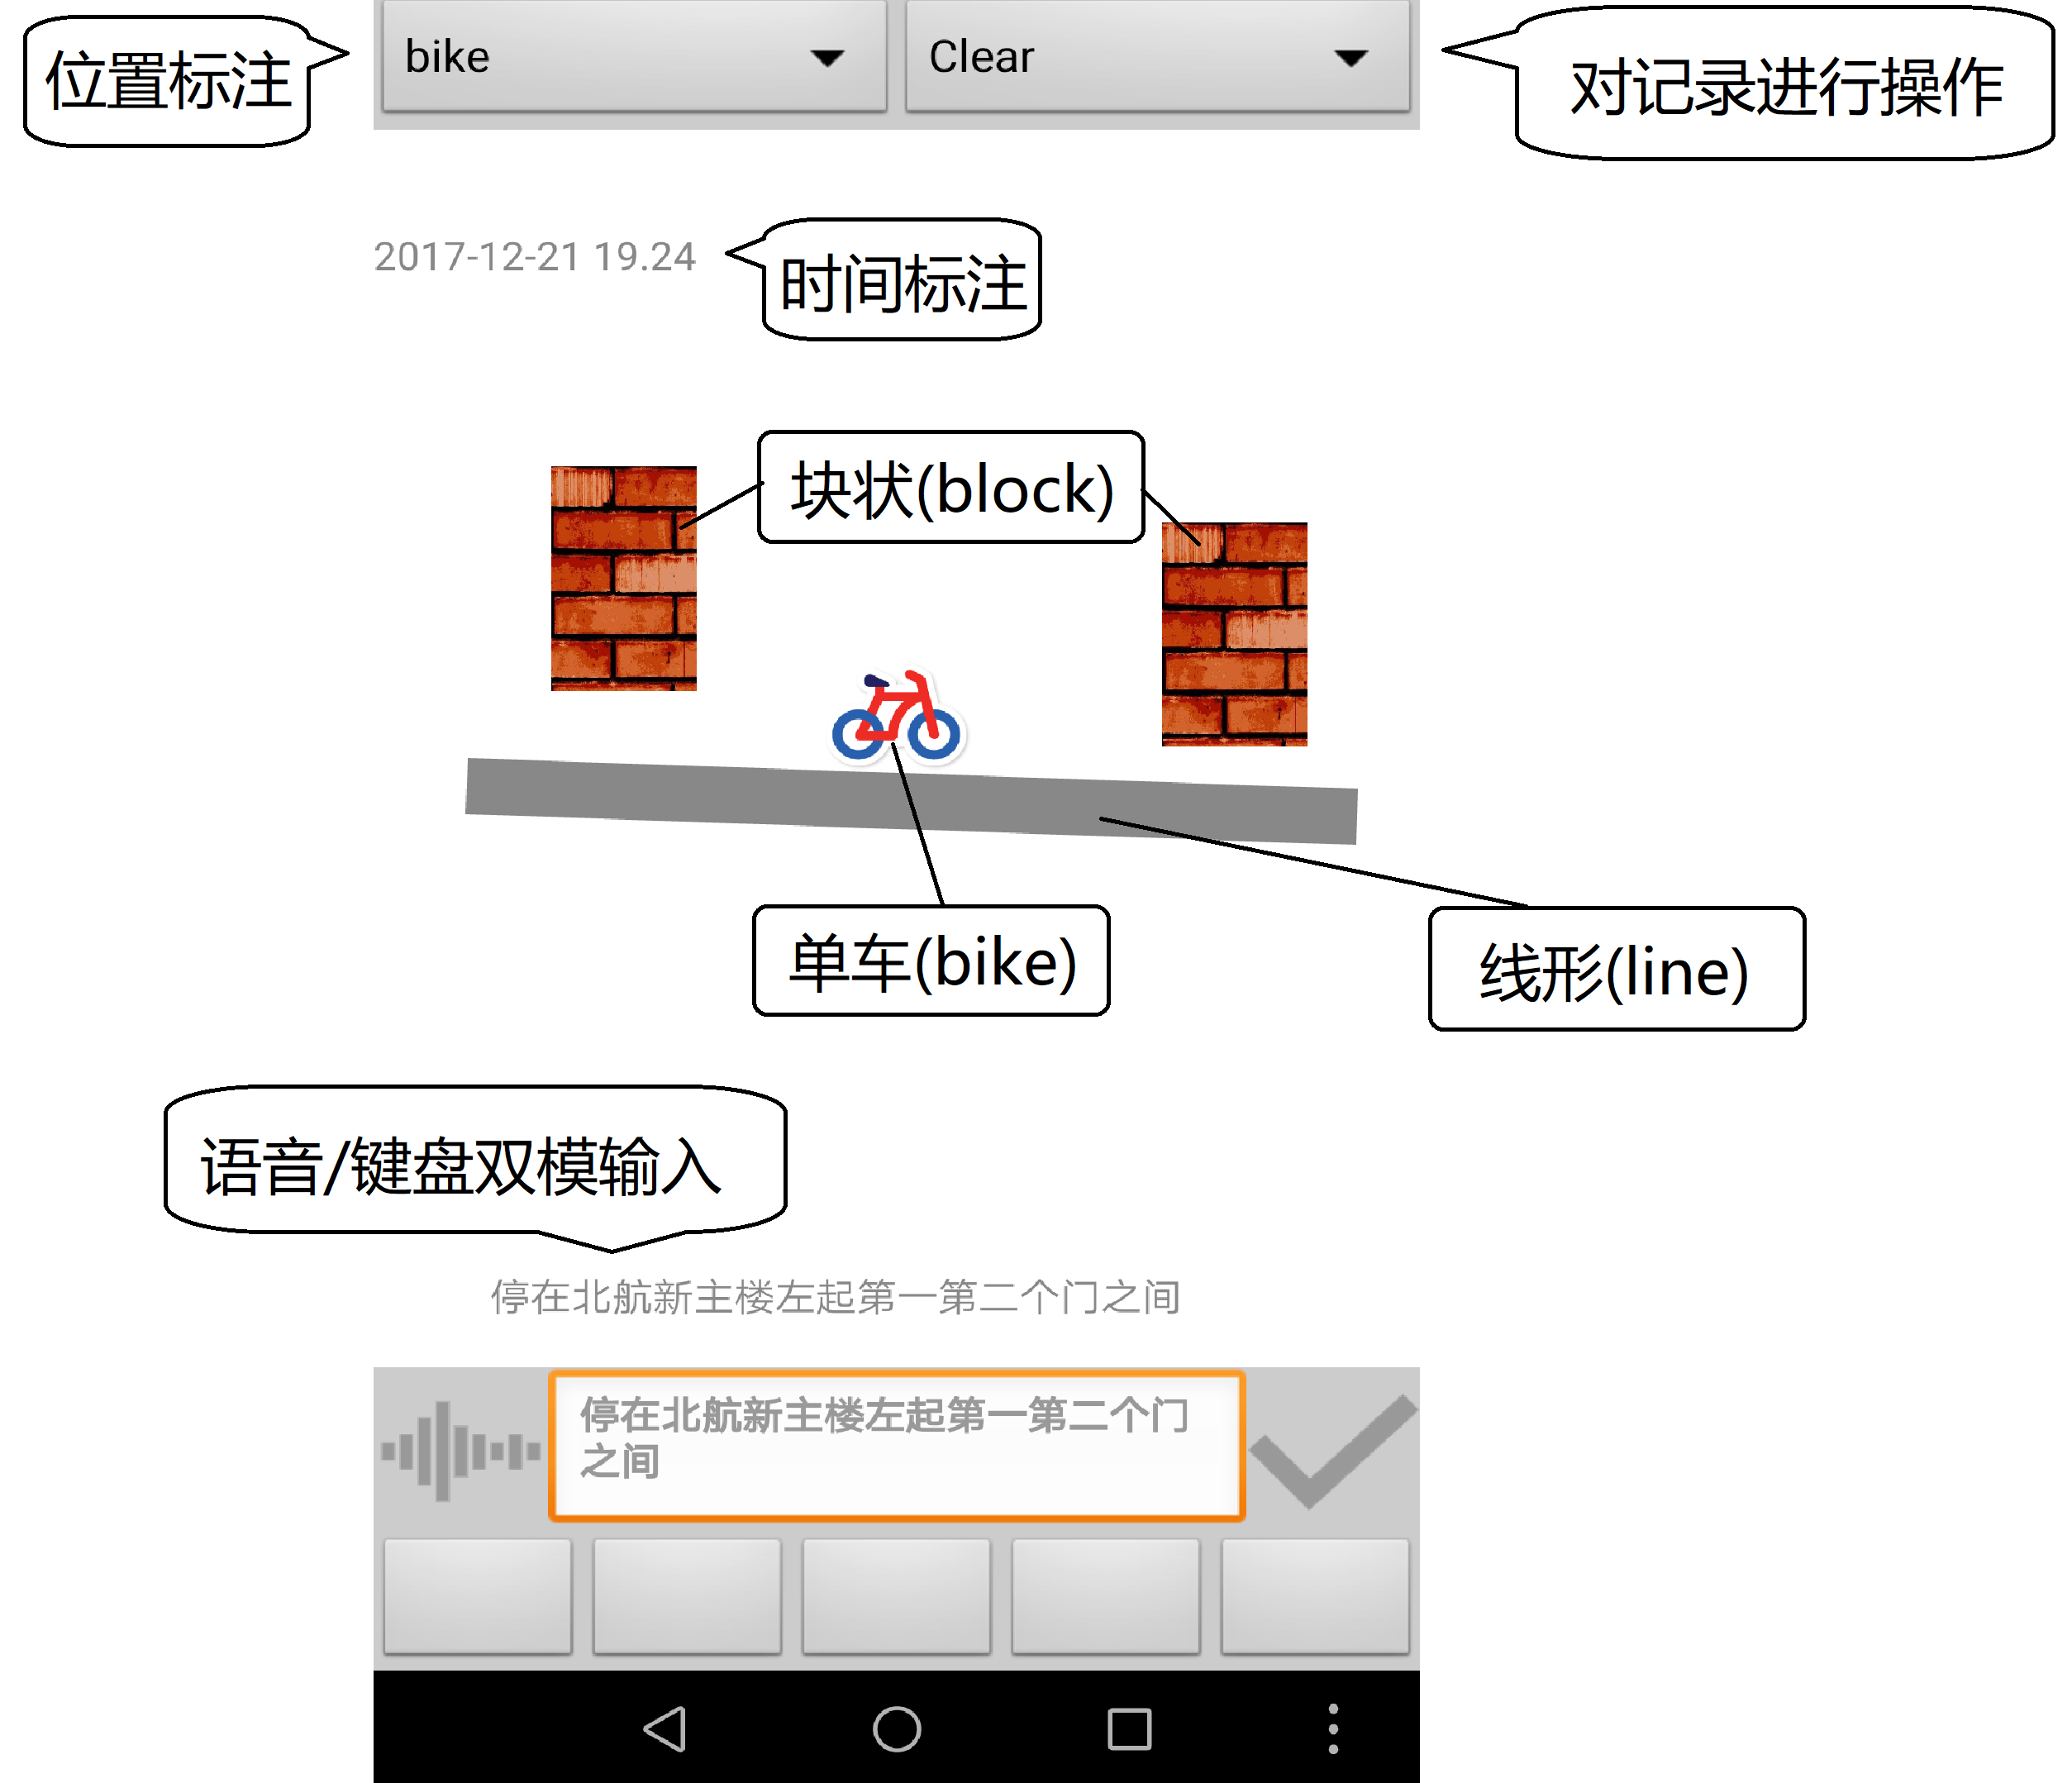 位置标注
bike
Clear
对记录进行操作
2017-12-21 19.24
时间标注
块状(block)
单车(bike)
线形(line)
语音/键盘双模输入
停在北航新主楼左起第一第二个门之间
停在北航新主楼左起第一第二个门
之间